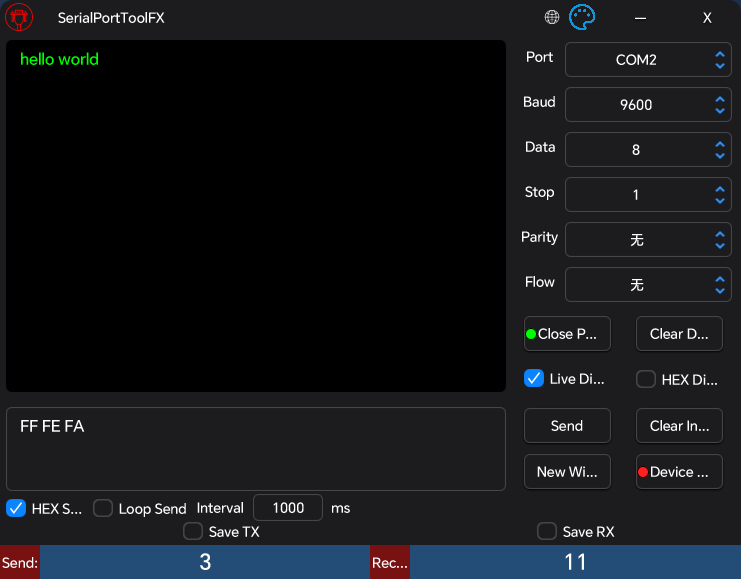 SerialPortToolFX
X
hello world
Port COM2
Baud 9600
Data 8
Stop 1
Parity 无
Flow 无
Close P... Clear D...
Live Di... HEX Di...
FF FE FA
Send Clear In...
New Wi... Device ...
HEX S... Loop Send Interval 1000 ms
Save TX Save RX
Send: 3 Rec... 11